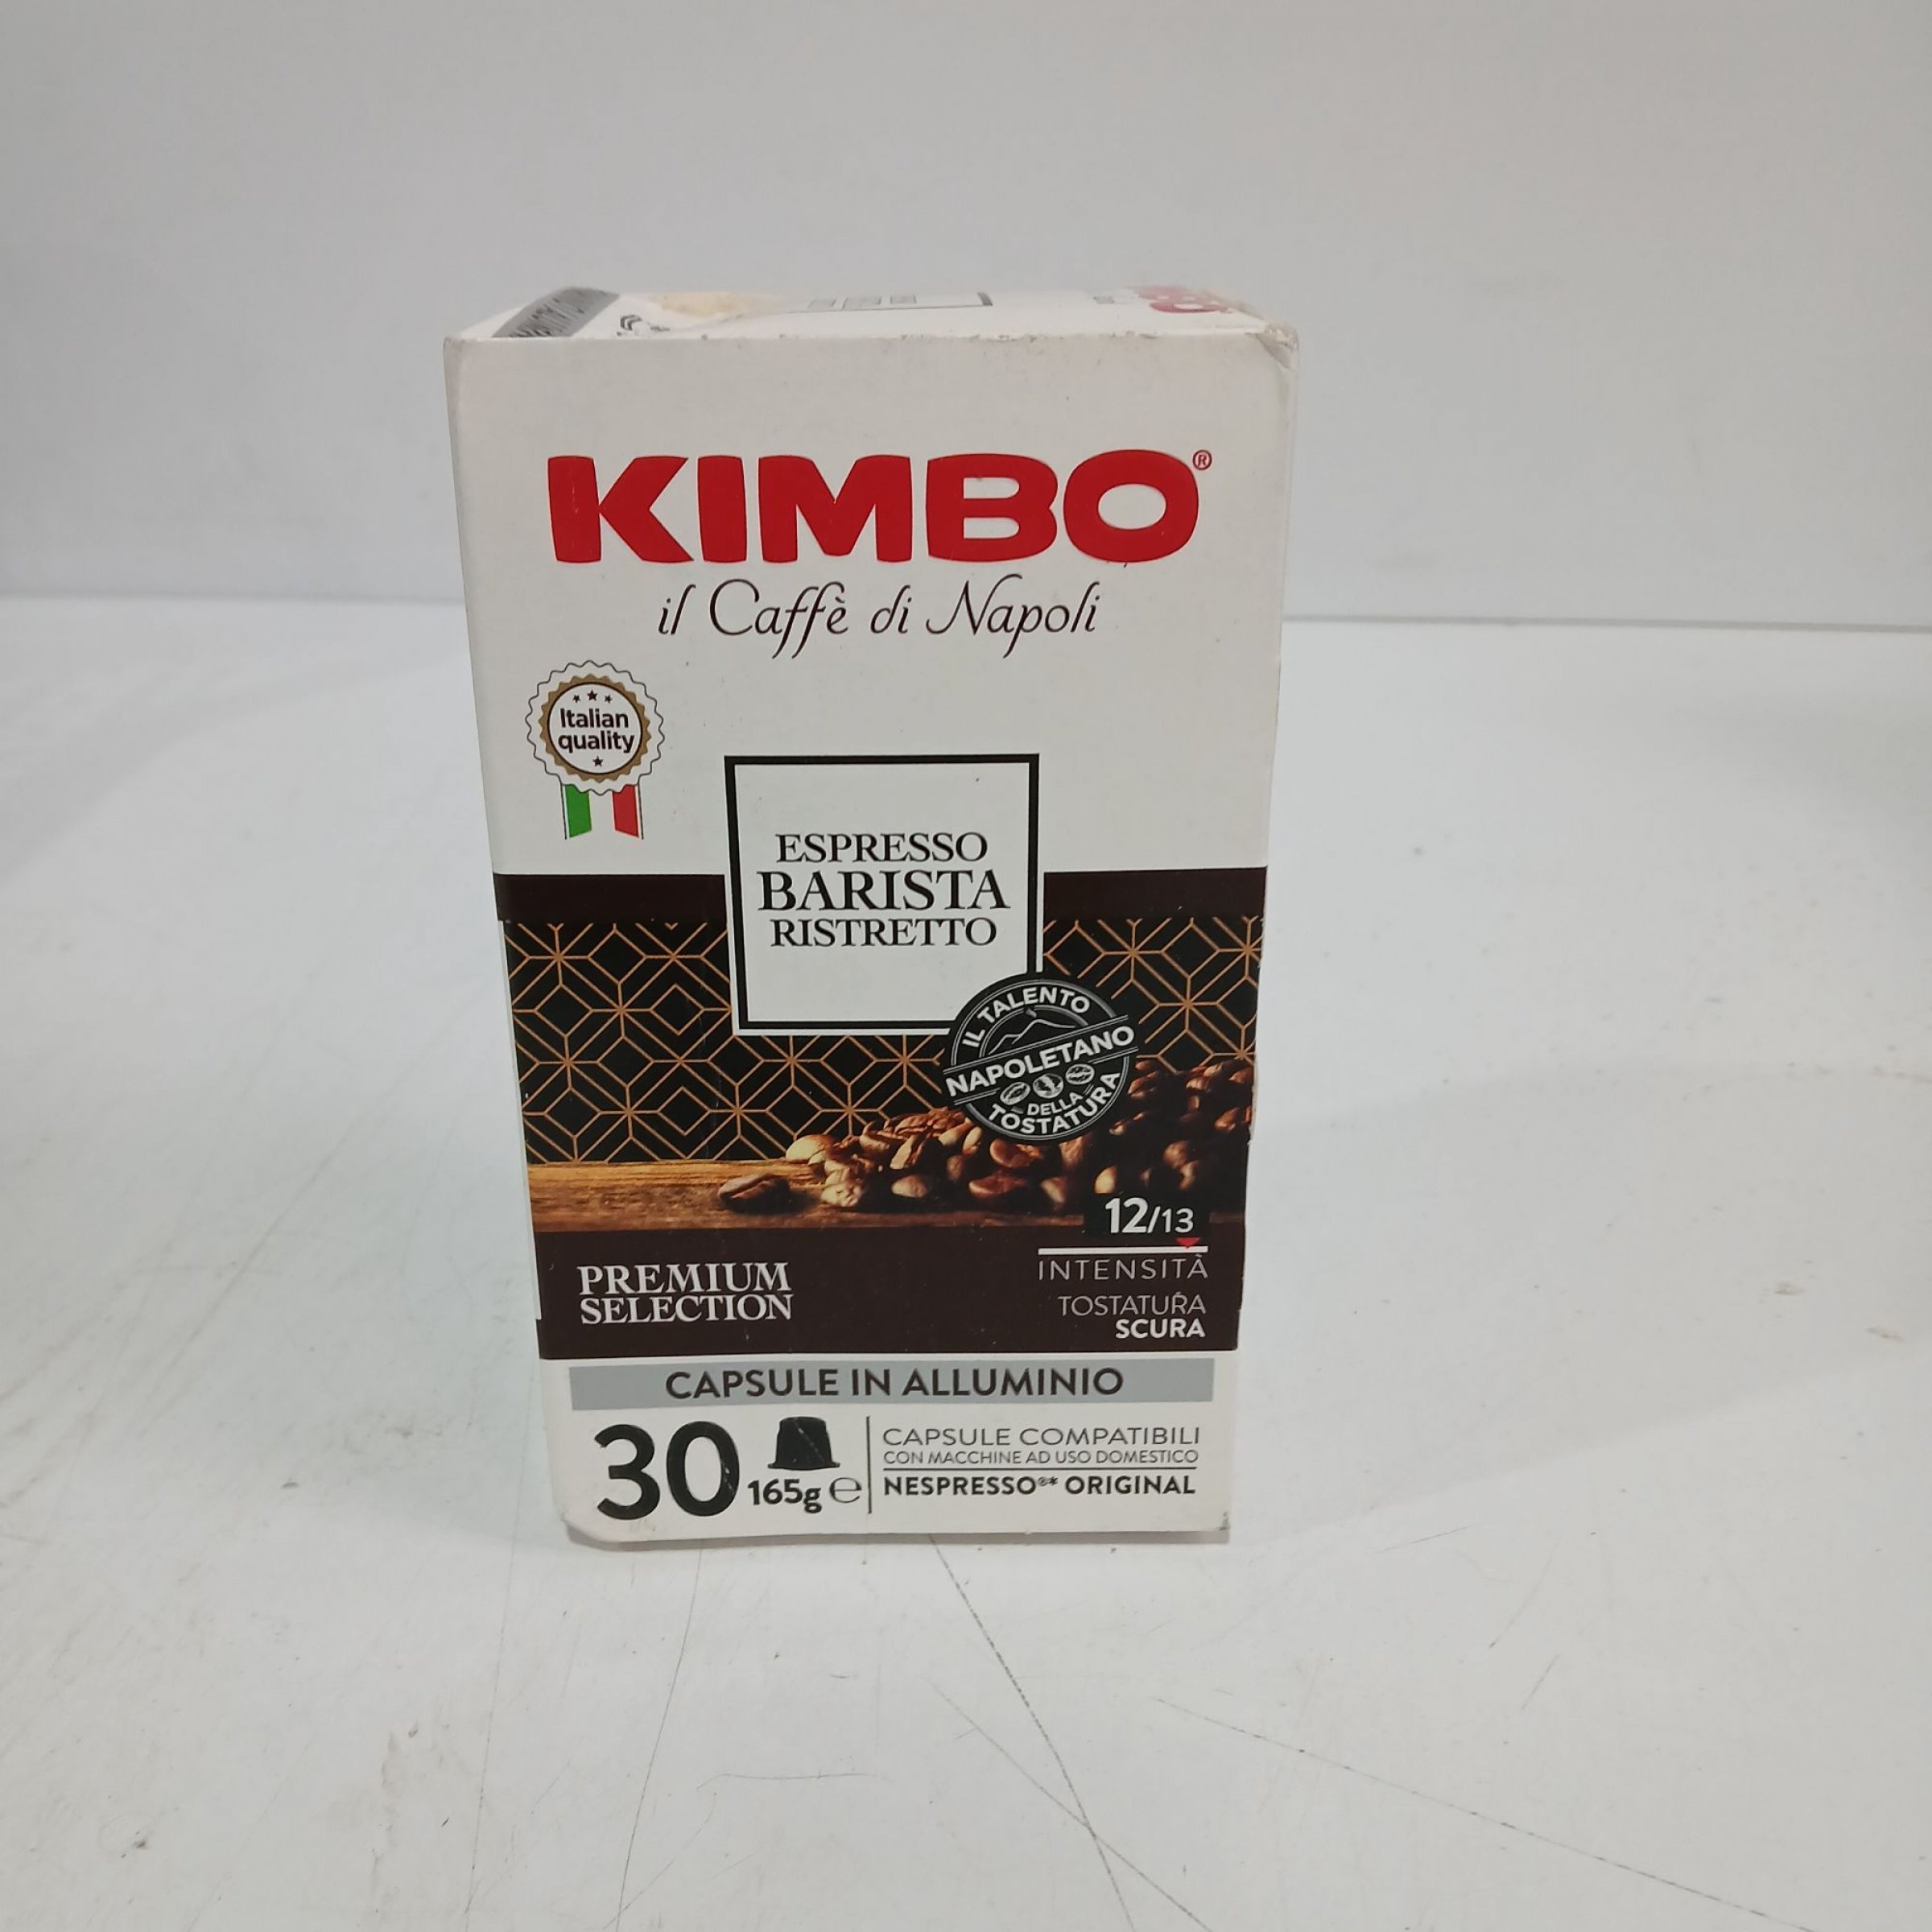 KIMBO®
il Caffè di Napoli
Italian
quality
ESPRESSO
BARISTA
RISTRETTO
IL TALENTO
NAPOLETANO
DELLA
TOSTATURA
12/13
INTENSITÀ
TOSTATURA
SCURA
PREMIUM
SELECTION
CAPSULE IN ALLUMINIO
30
165g ℮
CAPSULE COMPATIBILI
CON MACCHINE AD USO DOMESTICO
NESPRESSO®* ORIGINAL